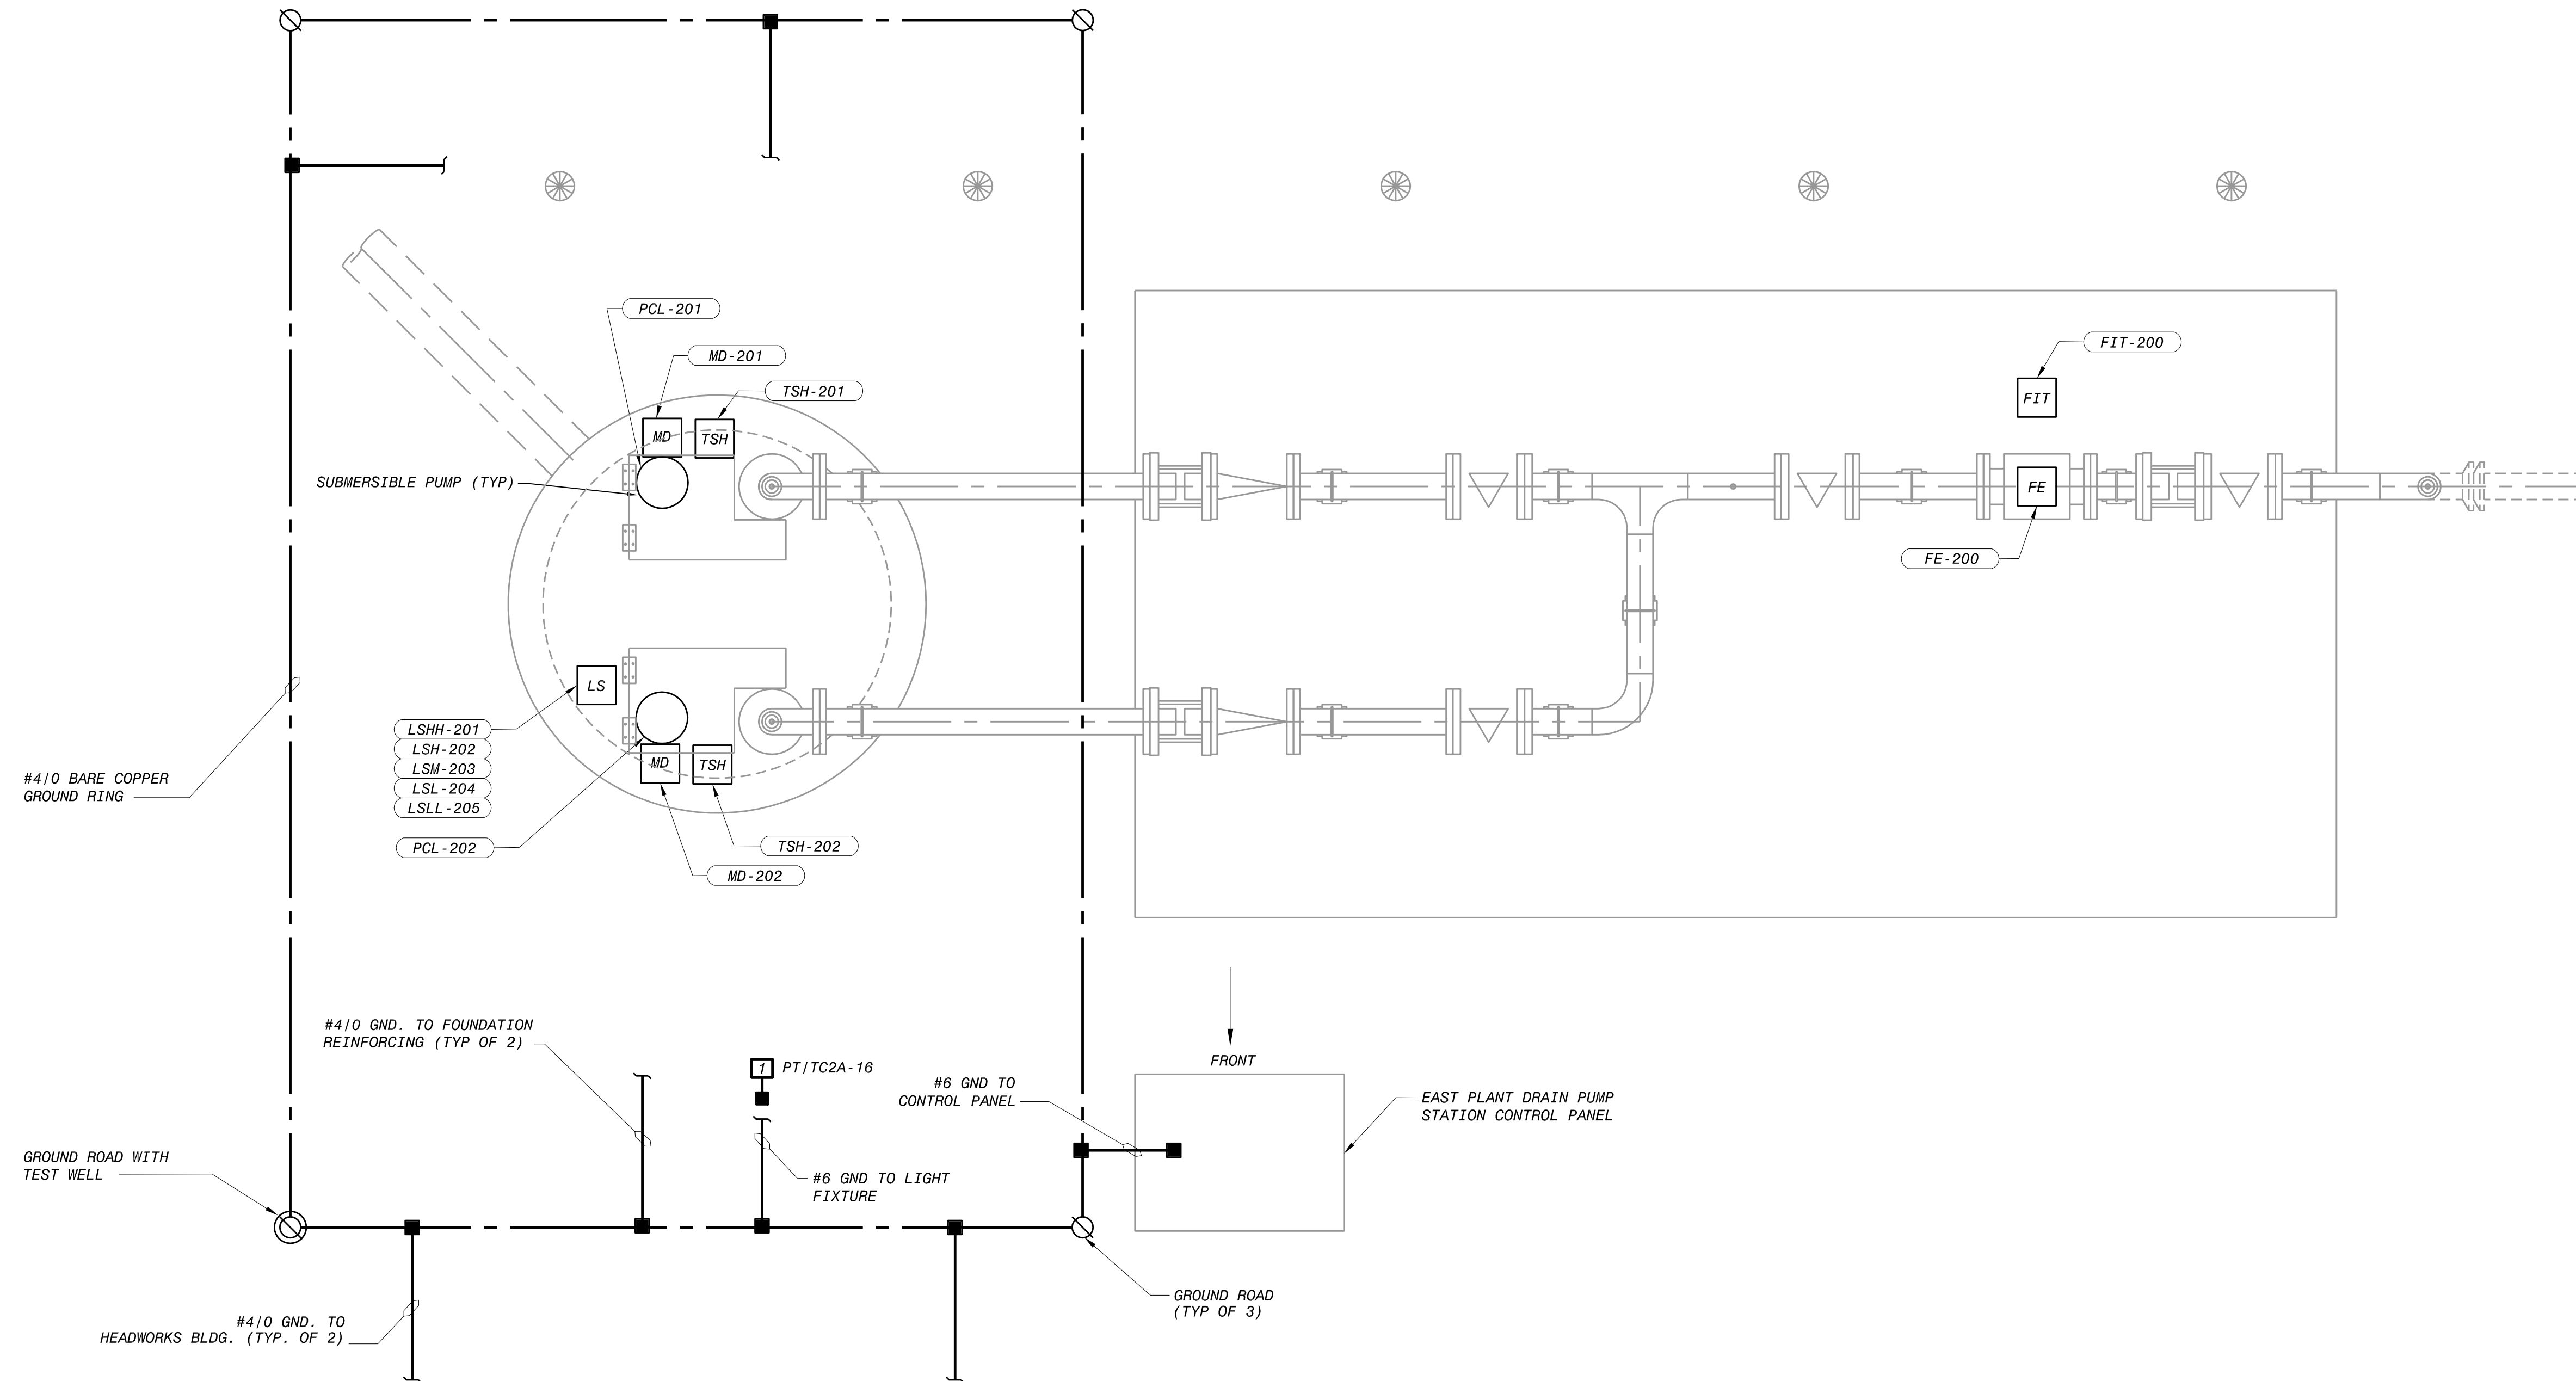 PCL-201
MD-201
TSH-201
FIT-200
FIT
MD
TSH
SUBMERSIBLE PUMP (TYP)
FE
FE-200
LS
LSHH-201
LSH-202
LSM-203
LSL-204
LSLL-205
MD
TSH
#4/0 BARE COPPER
GROUND RING
PCL-202
TSH-202
MD-202
#4/0 GND. TO FOUNDATION
REINFORCING (TYP OF 2)
1
PT/TC2A-16
FRONT
#6 GND TO
CONTROL PANEL
EAST PLANT DRAIN PUMP
STATION CONTROL PANEL
GROUND ROAD WITH
TEST WELL
#6 GND TO LIGHT
FIXTURE
GROUND ROAD
(TYP OF 3)
#4/0 GND. TO
HEADWORKS BLDG. (TYP. OF 2)